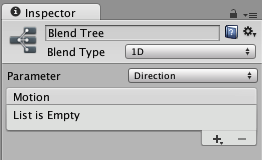 Inspector
Blend Tree
Blend Type 1D
Parameter Direction
Motion
List is Empty